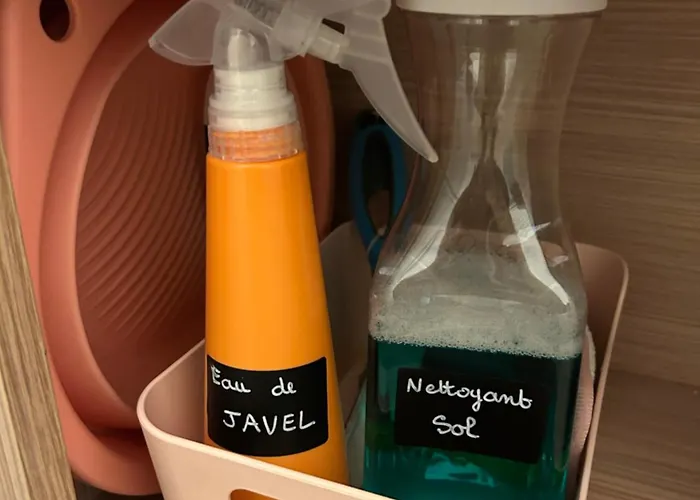 Eau de
JAVEL
Nettoyant
Sol